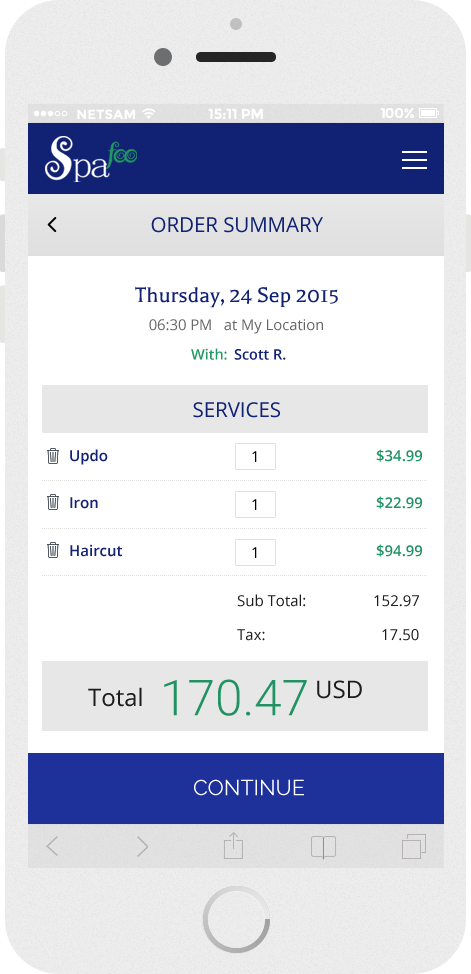 NETSAM 15:11 PM 100%
Spafoo
ORDER SUMMARY
Thursday, 24 Sep 2015
06:30 PM at My Location
With: Scott R.
SERVICES
Updo 1 $34.99
Iron 1 $22.99
Haircut 1 $94.99
Sub Total: 152.97
Tax: 17.50
Total 170.47 USD
CONTINUE